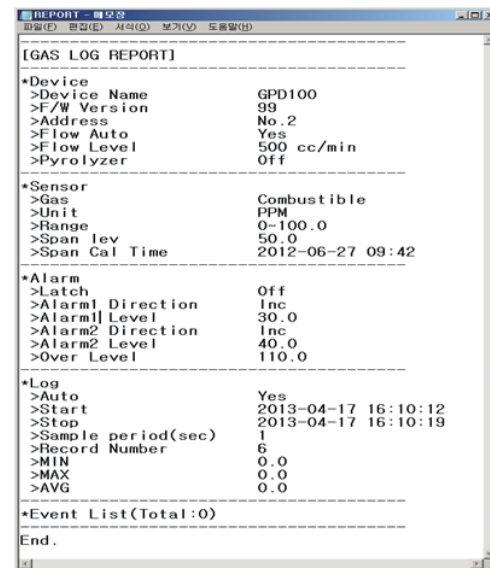 REPORT - 메모장
파일(F) 편집(E) 서식(O) 보기(V) 도움말(H)
[GAS LOG REPORT]
*Device
>Device Name GPD100
>F/W Version 99
>Address No.2
>Flow Auto Yes
>Flow Level 500 cc/min
>Pyrolyzer Off
*Sensor
>Gas Combustible
>Unit PPM
>Range 0~100.0
>Span lev 50.0
>Span Cal Time 2012-06-27 09:42
*Alarm
>Latch Off
>Alarm1 Direction Inc
>Alarm1 Level 30.0
>Alarm2 Direction Inc
>Alarm2 Level 40.0
>Over Level 110.0
*Log
>Auto Yes
>Start 2013-04-17 16:10:12
>Stop 2013-04-17 16:10:19
>Sample period(sec) 1
>Record Number 6
>MIN 0.0
>MAX 0.0
>AVG 0.0
*Event List(Total:0)
End.